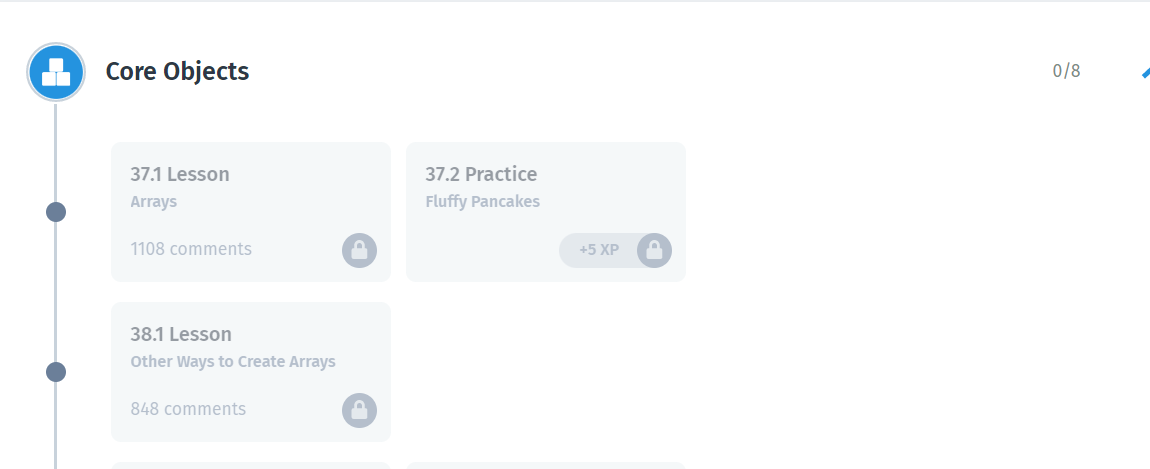 Core Objects
0/8
37.1 Lesson
Arrays
1108 comments
37.2 Practice
Fluffy Pancakes
+5 XP
38.1 Lesson
Other Ways to Create Arrays
848 comments